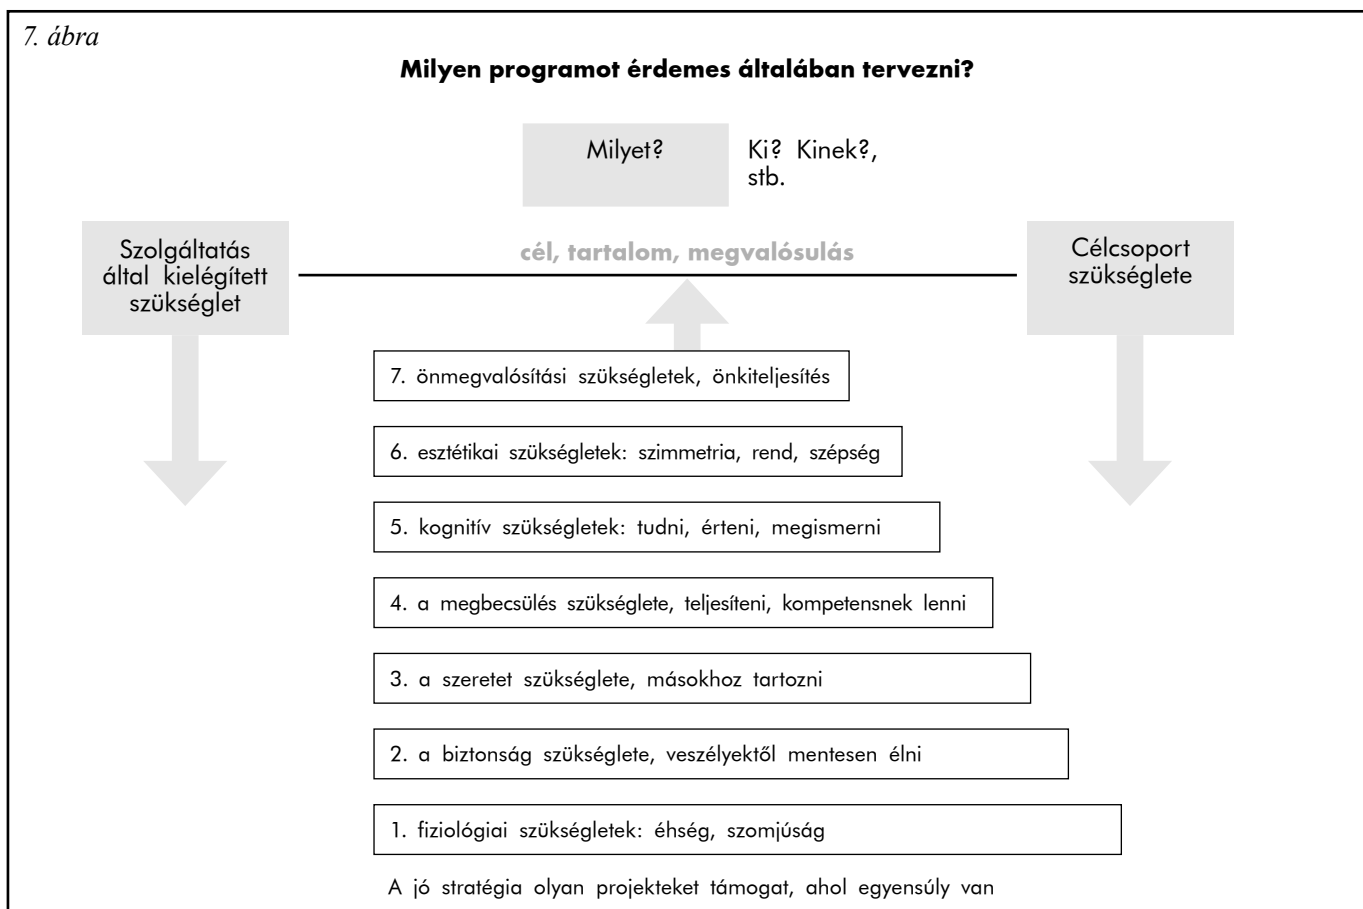 7. ábra
Milyen programot érdemes általában tervezni?
Milyet?
Ki? Kinek?,
stb.
Szolgáltatás
által kielégített
szükséglet
cél, tartalom, megvalósulás
Célcsoport
szükséglete
7. önmegvalósítási szükségletek, önkiteljesítés
6. esztétikai szükségletek: szimmetria, rend, szépség
5. kognitív szükségletek: tudni, érteni, megismerni
4. a megbecsülés szükséglete, teljesíteni, kompetensnek lenni
3. a szeretet szükséglete, másokhoz tartozni
2. a biztonság szükséglete, veszélyektől mentesen élni
1. fiziológiai szükségletek: éhség, szomjúság
A jó stratégia olyan projekteket támogat, ahol egyensúly van